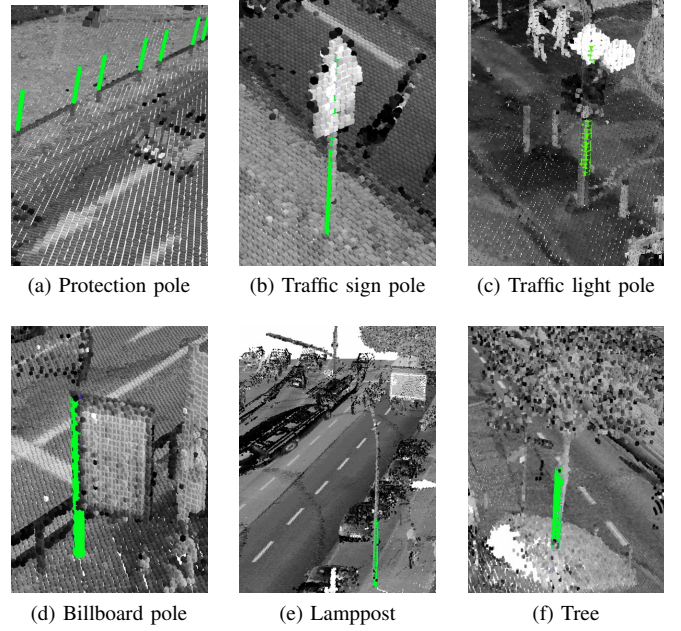 (a) Protection pole
(b) Traffic sign pole
(c) Traffic light pole
(d) Billboard pole
(e) Lamppost
(f) Tree